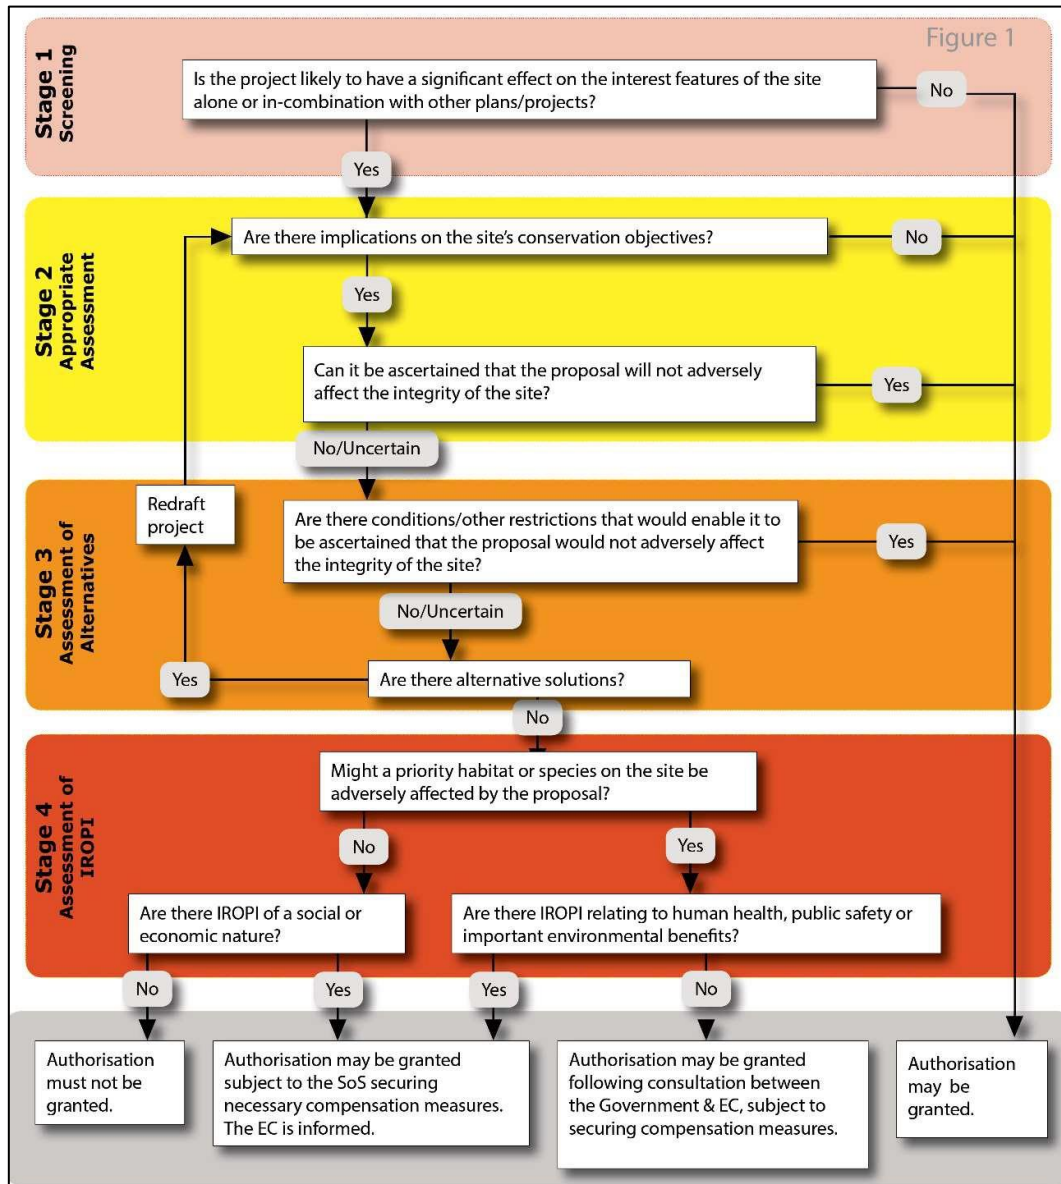 Figure 1
Stage 1
Screening
Is the project likely to have a significant effect on the interest features of the site
alone or in-combination with other plans/projects?
No
Yes
Stage 2
Appropriate
Assessment
Are there implications on the site's conservation objectives?
No
Yes
Can it be ascertained that the proposal will not adversely
affect the integrity of the site?
Yes
No/Uncertain
Stage 3
Assessment of
Alternatives
Redraft
project
Are there conditions/other restrictions that would enable it to
be ascertained that the proposal would not adversely affect
the integrity of the site?
Yes
No/Uncertain
Yes
Are there alternative solutions?
No
Stage 4
Assessment of
IROPI
Might a priority habitat or species on the site be
adversely affected by the proposal?
No
Yes
Are there IROPI of a social or
economic nature?
Are there IROPI relating to human health, public safety or
important environmental benefits?
No
Yes
Yes
No
Authorisation
must not be
granted.
Authorisation may be granted
subject to the SoS securing
necessary compensation measures.
The EC is informed.
Authorisation may be granted
following consultation between
the Government & EC, subject to
securing compensation measures.
Authorisation
may be
granted.